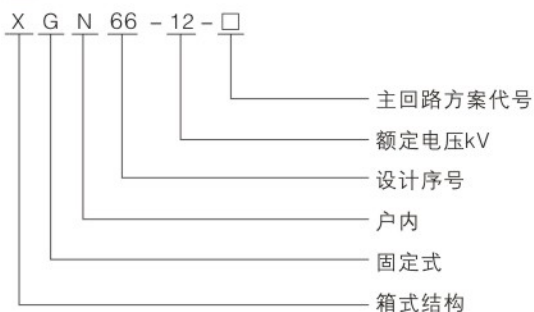 X G N 66 - 12 - □
主回路方案代号
额定电压kV
设计序号
户内
固定式
箱式结构